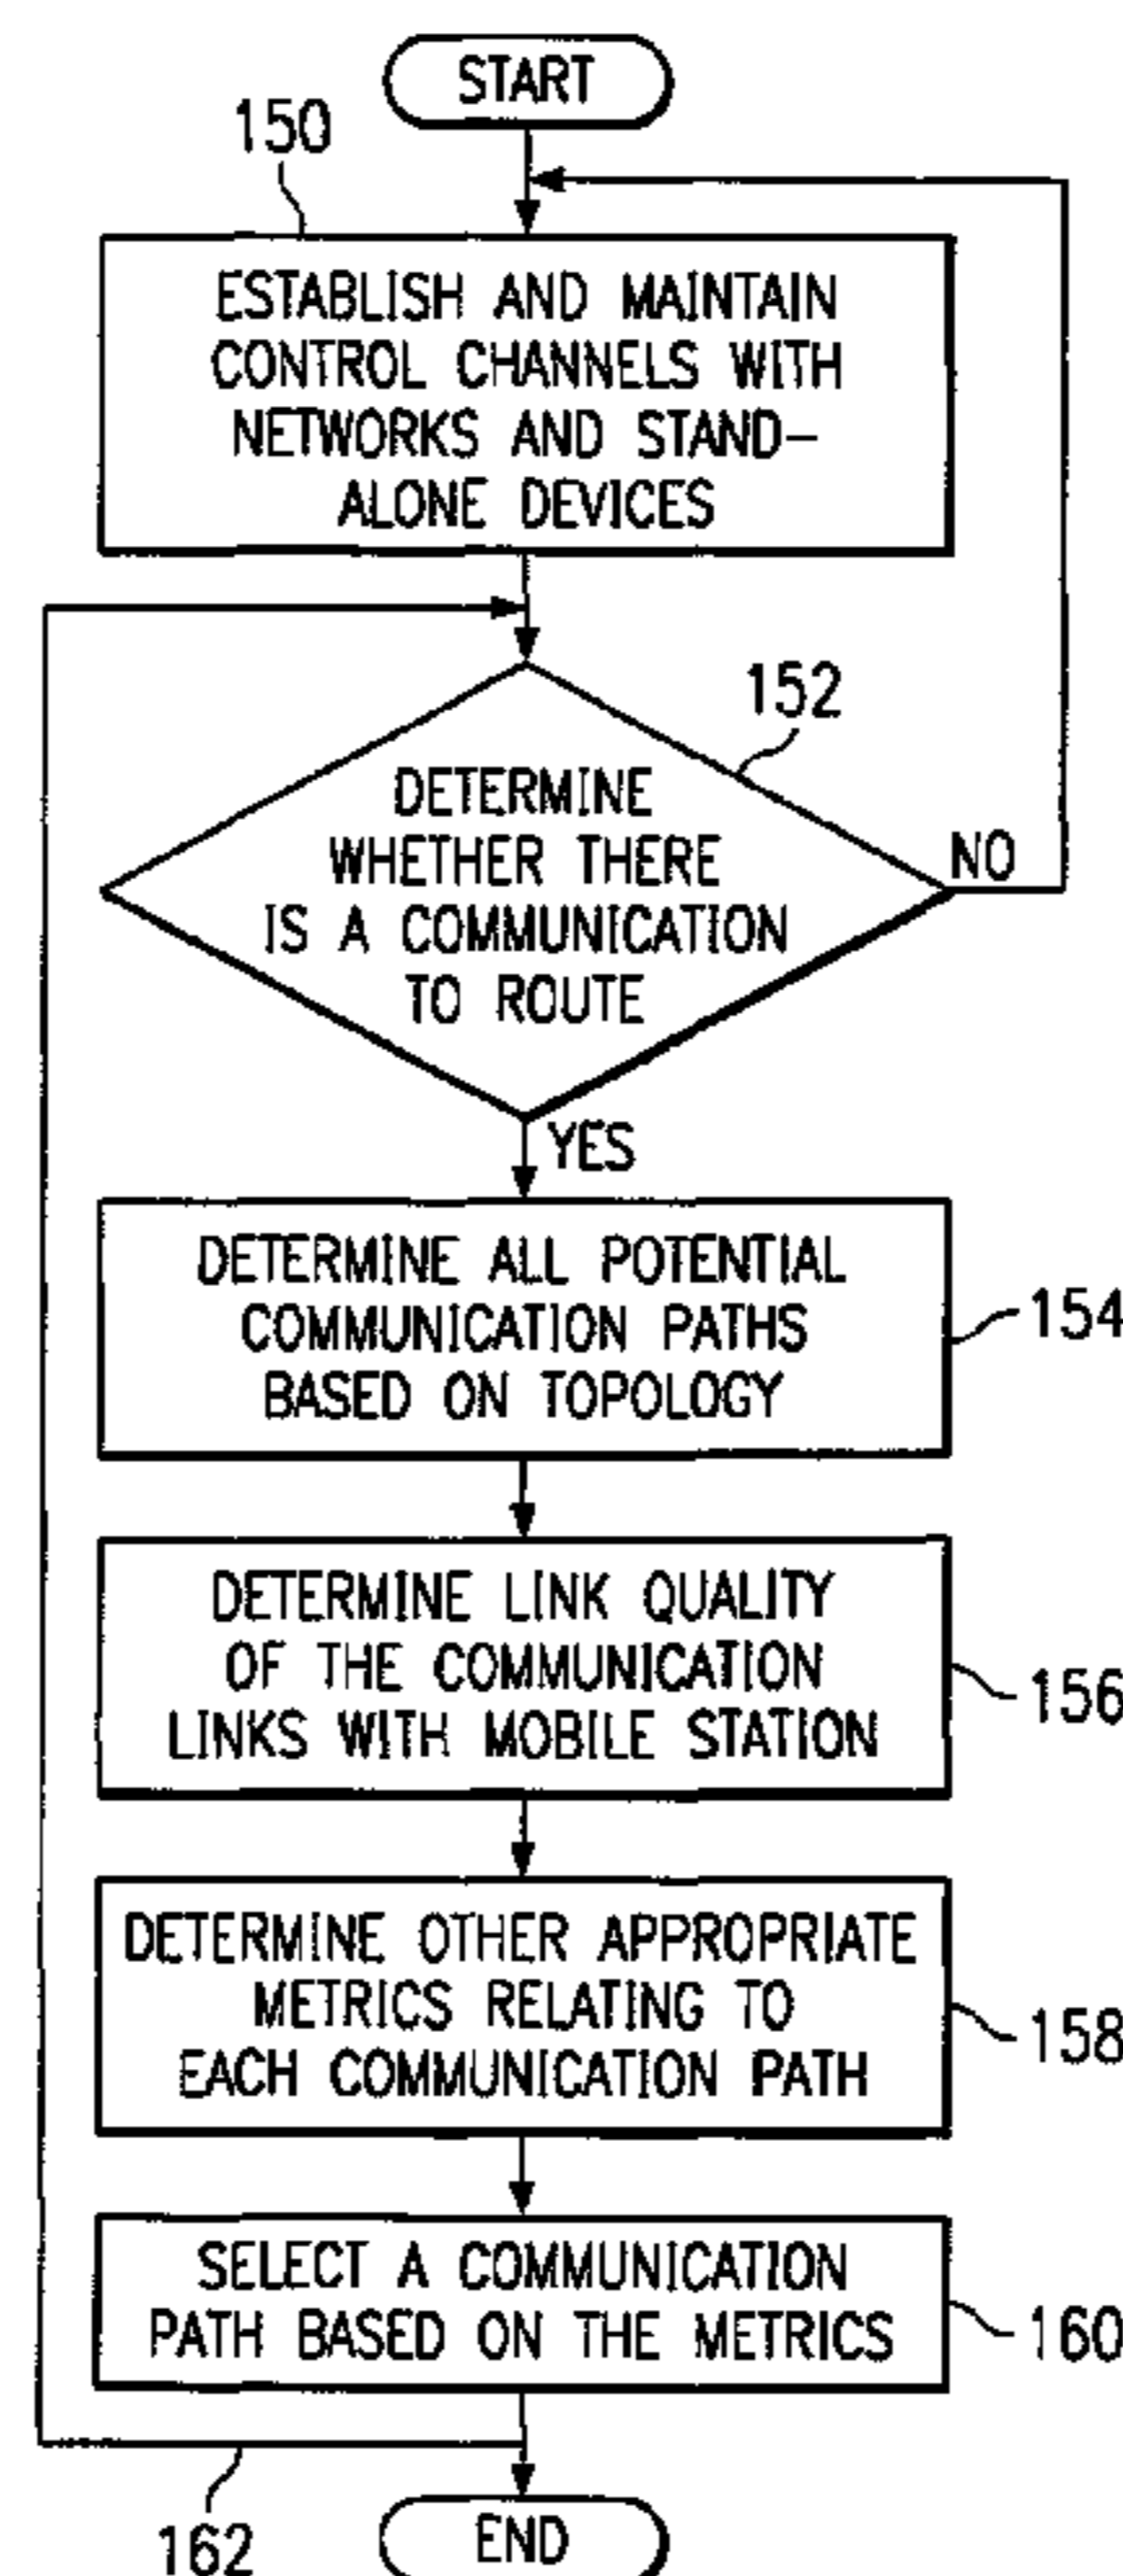 START
150
ESTABLISH AND MAINTAIN
CONTROL CHANNELS WITH
NETWORKS AND STAND-
ALONE DEVICES
152
DETERMINE
WHETHER THERE
IS A COMMUNICATION
TO ROUTE
NO
YES
DETERMINE ALL POTENTIAL
COMMUNICATION PATHS
BASED ON TOPOLOGY
154
DETERMINE LINK QUALITY
OF THE COMMUNICATION
LINKS WITH MOBILE STATION
156
DETERMINE OTHER APPROPRIATE
METRICS RELATING TO
EACH COMMUNICATION PATH
158
SELECT A COMMUNICATION
PATH BASED ON THE METRICS
160
162
END